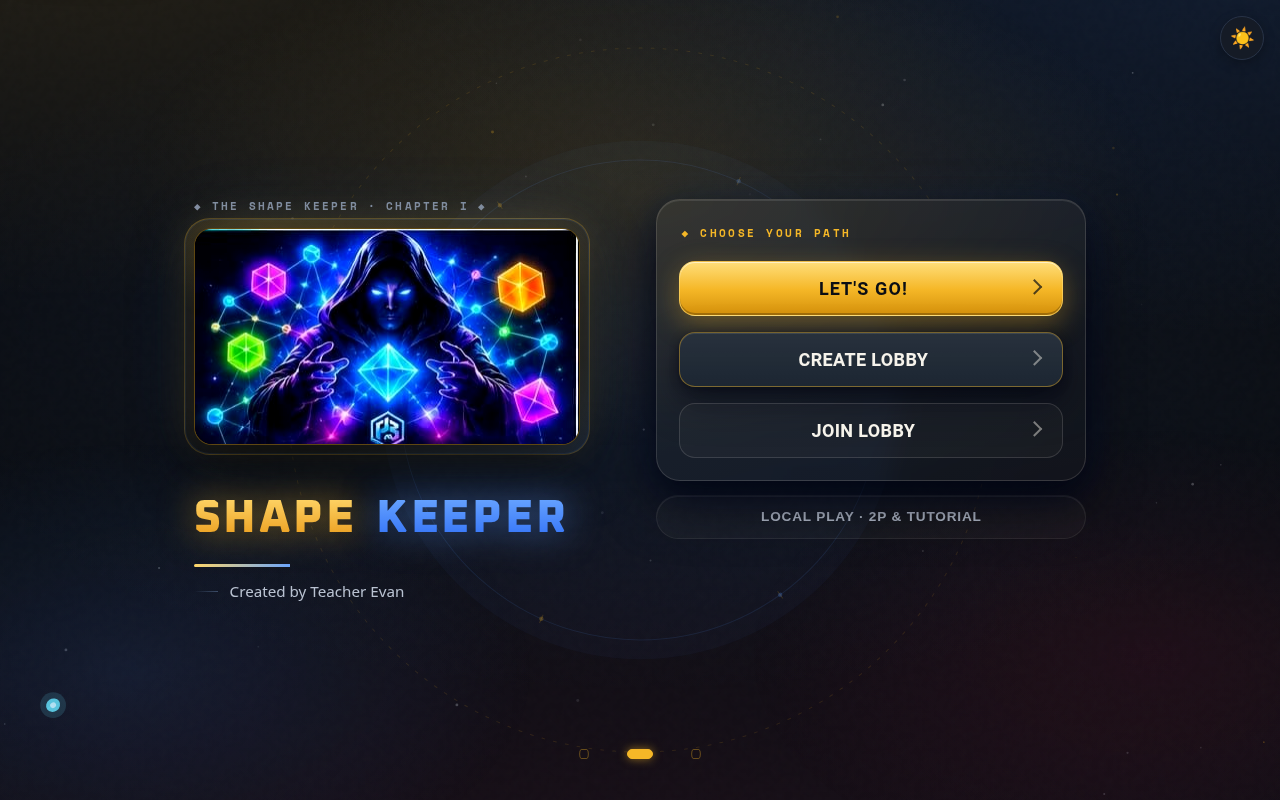 ◆ THE SHAPE KEEPER · CHAPTER I ◆
SHAPE KEEPER
Created by Teacher Evan
◆ CHOOSE YOUR PATH
LET'S GO!
CREATE LOBBY
JOIN LOBBY
LOCAL PLAY · 2P & TUTORIAL